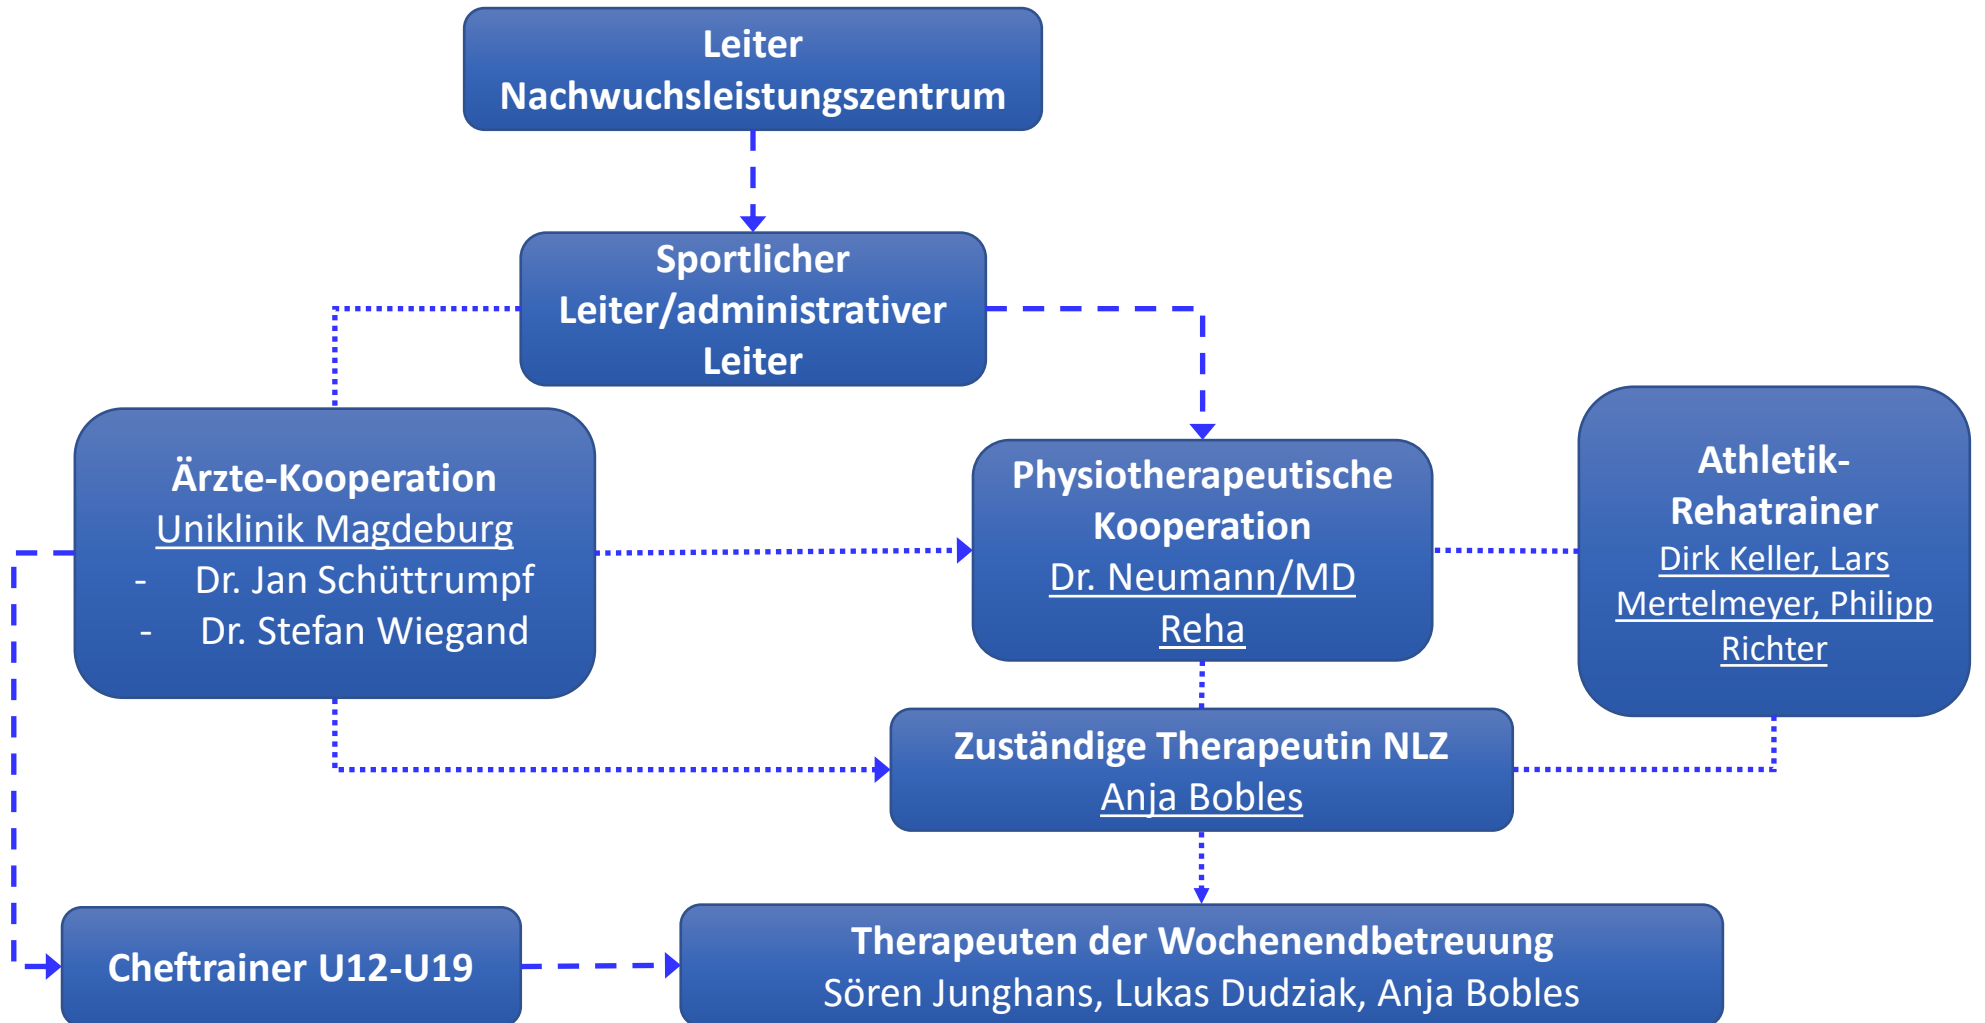 Leiter
Nachwuchsleistungszentrum
Sportlicher
Leiter/administrativer
Leiter
Ärzte-Kooperation
Uniklinik Magdeburg
- Dr. Jan Schüttrumpf
- Dr. Stefan Wiegand
Physiotherapeutische
Kooperation
Dr. Neumann/MD
Reha
Athletik-
Rehatrainer
Dirk Keller, Lars
Mertelmeyer, Philipp
Richter
Zuständige Therapeutin NLZ
Anja Bobles
Cheftrainer U12-U19
Therapeuten der Wochenendbetreuung
Sören Junghans, Lukas Dudziak, Anja Bobles